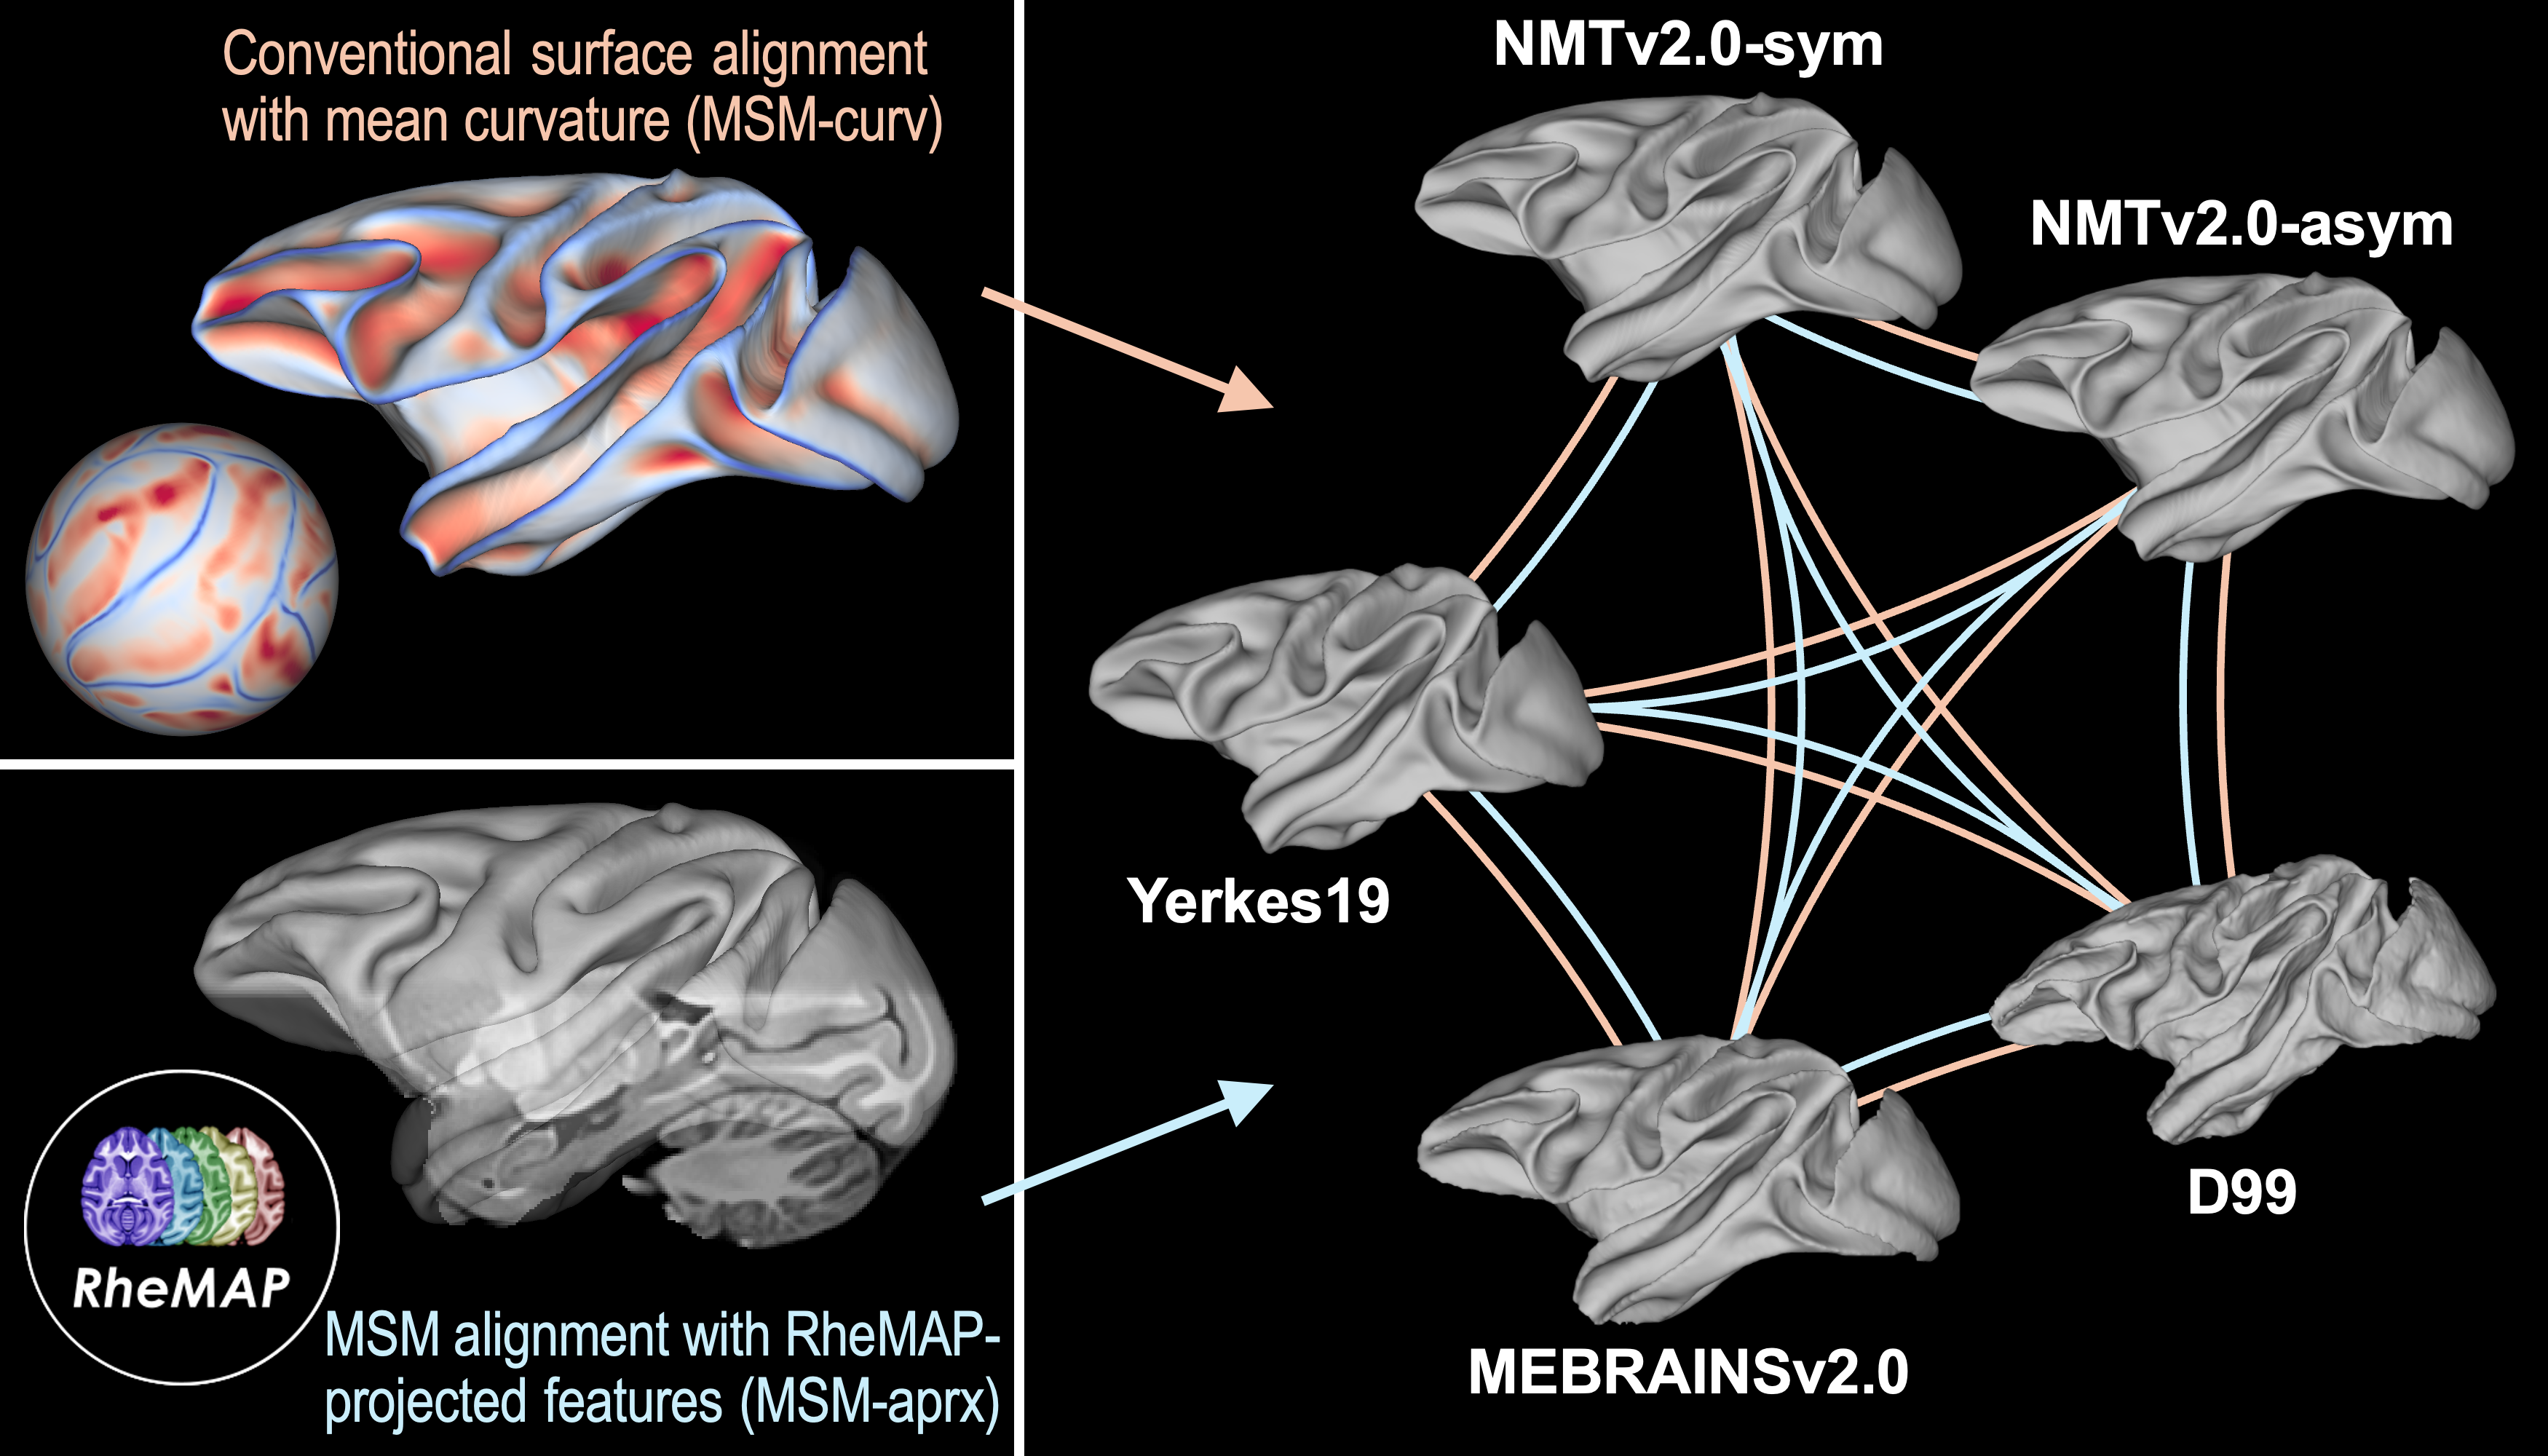 Conventional surface alignment
with mean curvature (MSM-curv)
RheMAP
MSM alignment with RheMAP-
projected features (MSM-aprx)
NMTv2.0-sym
NMTv2.0-asym
Yerkes19
D99
MEBRAINSv2.0